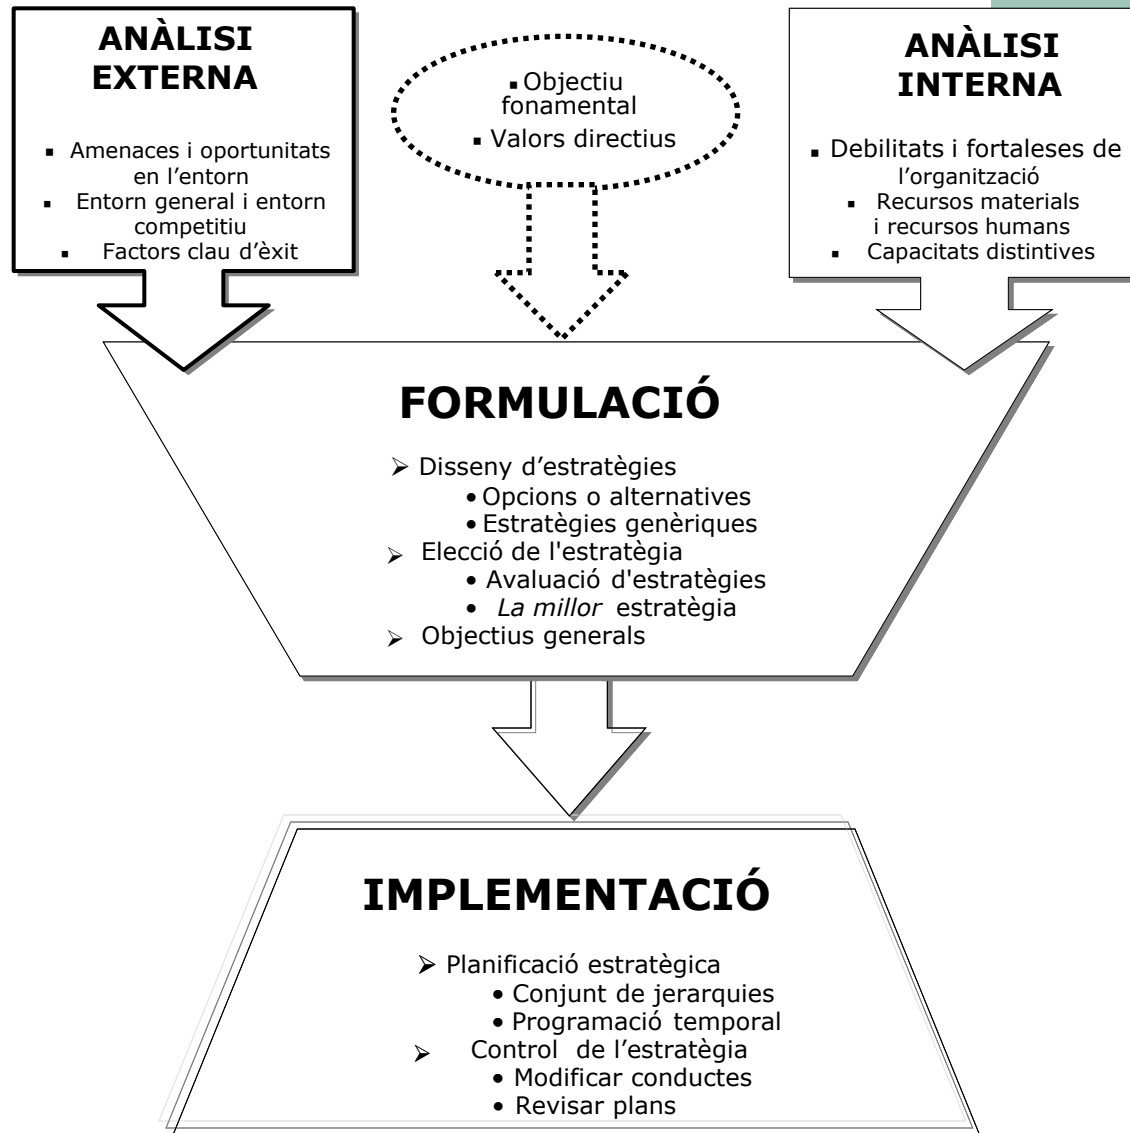 ANÀLISI
EXTERNA
▪ Amenaces i oportunitats
en l’entorn
▪ Entorn general i entorn
competitiu
▪ Factors clau d’èxit
▪ Objectiu
fonamental
▪ Valors directius
ANÀLISI
INTERNA
▪ Debilitats i fortaleses de
l’organització
▪ Recursos materials
i recursos humans
▪ Capacitats distintives
FORMULACIÓ
➢ Disseny d’estratègies
• Opcions o alternatives
• Estratègies genèriques
➢ Elecció de l'estratègia
• Avaluació d'estratègies
• La millor estratègia
➢ Objectius generals
IMPLEMENTACIÓ
➢ Planificació estratègica
• Conjunt de jerarquies
• Programació temporal
➢ Control de l’estratègia
• Modificar conductes
• Revisar plans